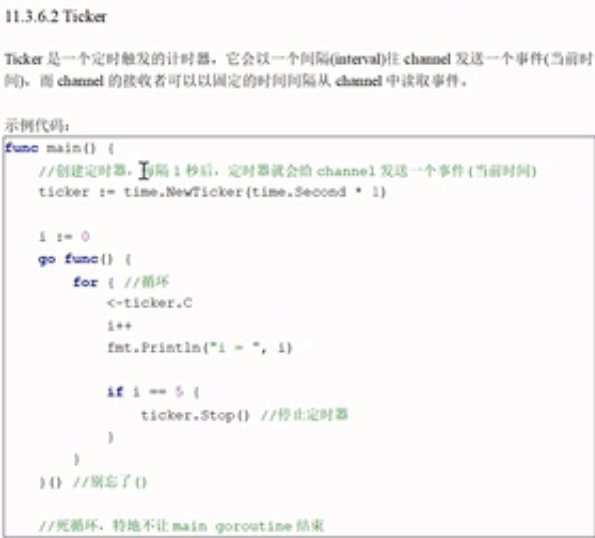 11.3.6.2 Ticker
Ticker 是一个定时触发的计时器，它会以一个间隔(interval)往 channel 发送一个事件(当前时
间)，而 channel 的接收者可以以固定的时间间隔从 channel 中读取事件。
示例代码：
func main() {
//创建定时器，每隔 1 秒后，定时器就会给 channel 发送一个事件(当前时间)
ticker := time.NewTicker(time.Second * 1)
i := 0
go func() {
for { //循环
<-ticker.C
i++
fmt.Println("i = ", i)
if i == 5 {
ticker.Stop() //停止定时器
}
}
}() //别忘了()
//死循环，特地不让 main goroutine 结束